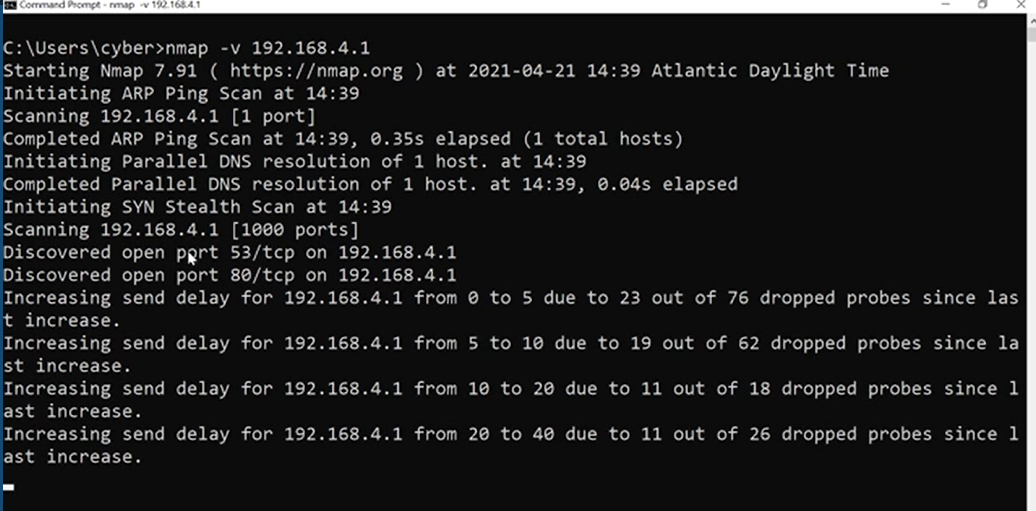 Command Prompt - nmap -v 192.168.4.1
C:\Users\cyber>nmap -v 192.168.4.1
Starting Nmap 7.91 ( https://nmap.org ) at 2021-04-21 14:39 Atlantic Daylight Time
Initiating ARP Ping Scan at 14:39
Scanning 192.168.4.1 [1 port]
Completed ARP Ping Scan at 14:39, 0.35s elapsed (1 total hosts)
Initiating Parallel DNS resolution of 1 host. at 14:39
Completed Parallel DNS resolution of 1 host. at 14:39, 0.04s elapsed
Initiating SYN Stealth Scan at 14:39
Scanning 192.168.4.1 [1000 ports]
Discovered open port 53/tcp on 192.168.4.1
Discovered open port 80/tcp on 192.168.4.1
Increasing send delay for 192.168.4.1 from 0 to 5 due to 23 out of 76 dropped probes since las
t increase.
Increasing send delay for 192.168.4.1 from 5 to 10 due to 19 out of 62 dropped probes since la
st increase.
Increasing send delay for 192.168.4.1 from 10 to 20 due to 11 out of 18 dropped probes since l
ast increase.
Increasing send delay for 192.168.4.1 from 20 to 40 due to 11 out of 26 dropped probes since l
ast increase.